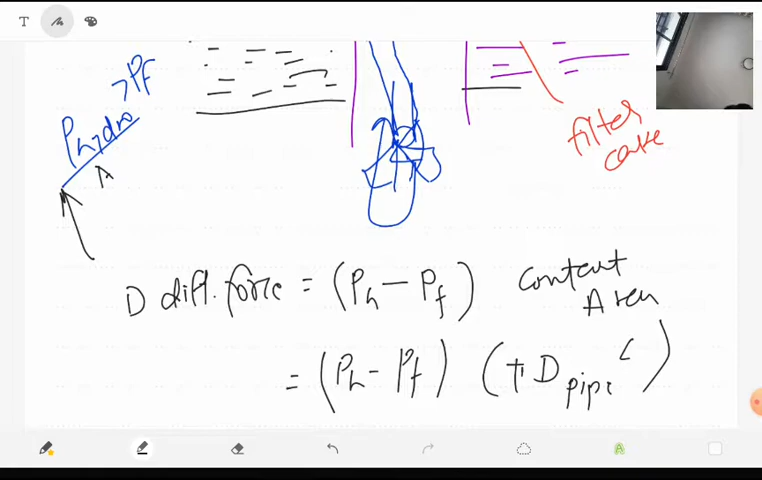 T
Phydro > Pf
filter
cake
D diff. force = (Ph - Pf) Contact
Area
= (Ph - Pf) (π D pipe
A